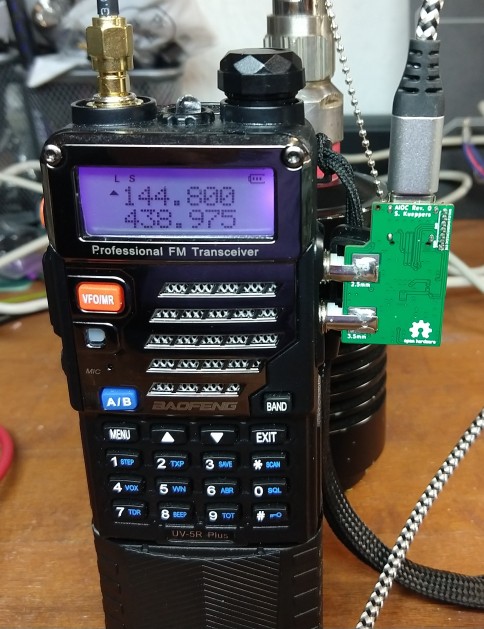 L S
144.800
438.975
Professional FM Transceiver
VFO/MR
MIC
A/B
BAOFENG
BAND
MENU
EXIT
1 STEP
2 TXP
3 SAVE
* SCAN
4 VOX
5 WN
6 ABR
0 SQL
7 TDR
8 BEEP
9 TOT
#
UV-5R Plus
AIOC Rev. 0
S. Kueppers
2.5mm
3.5mm
open hardware